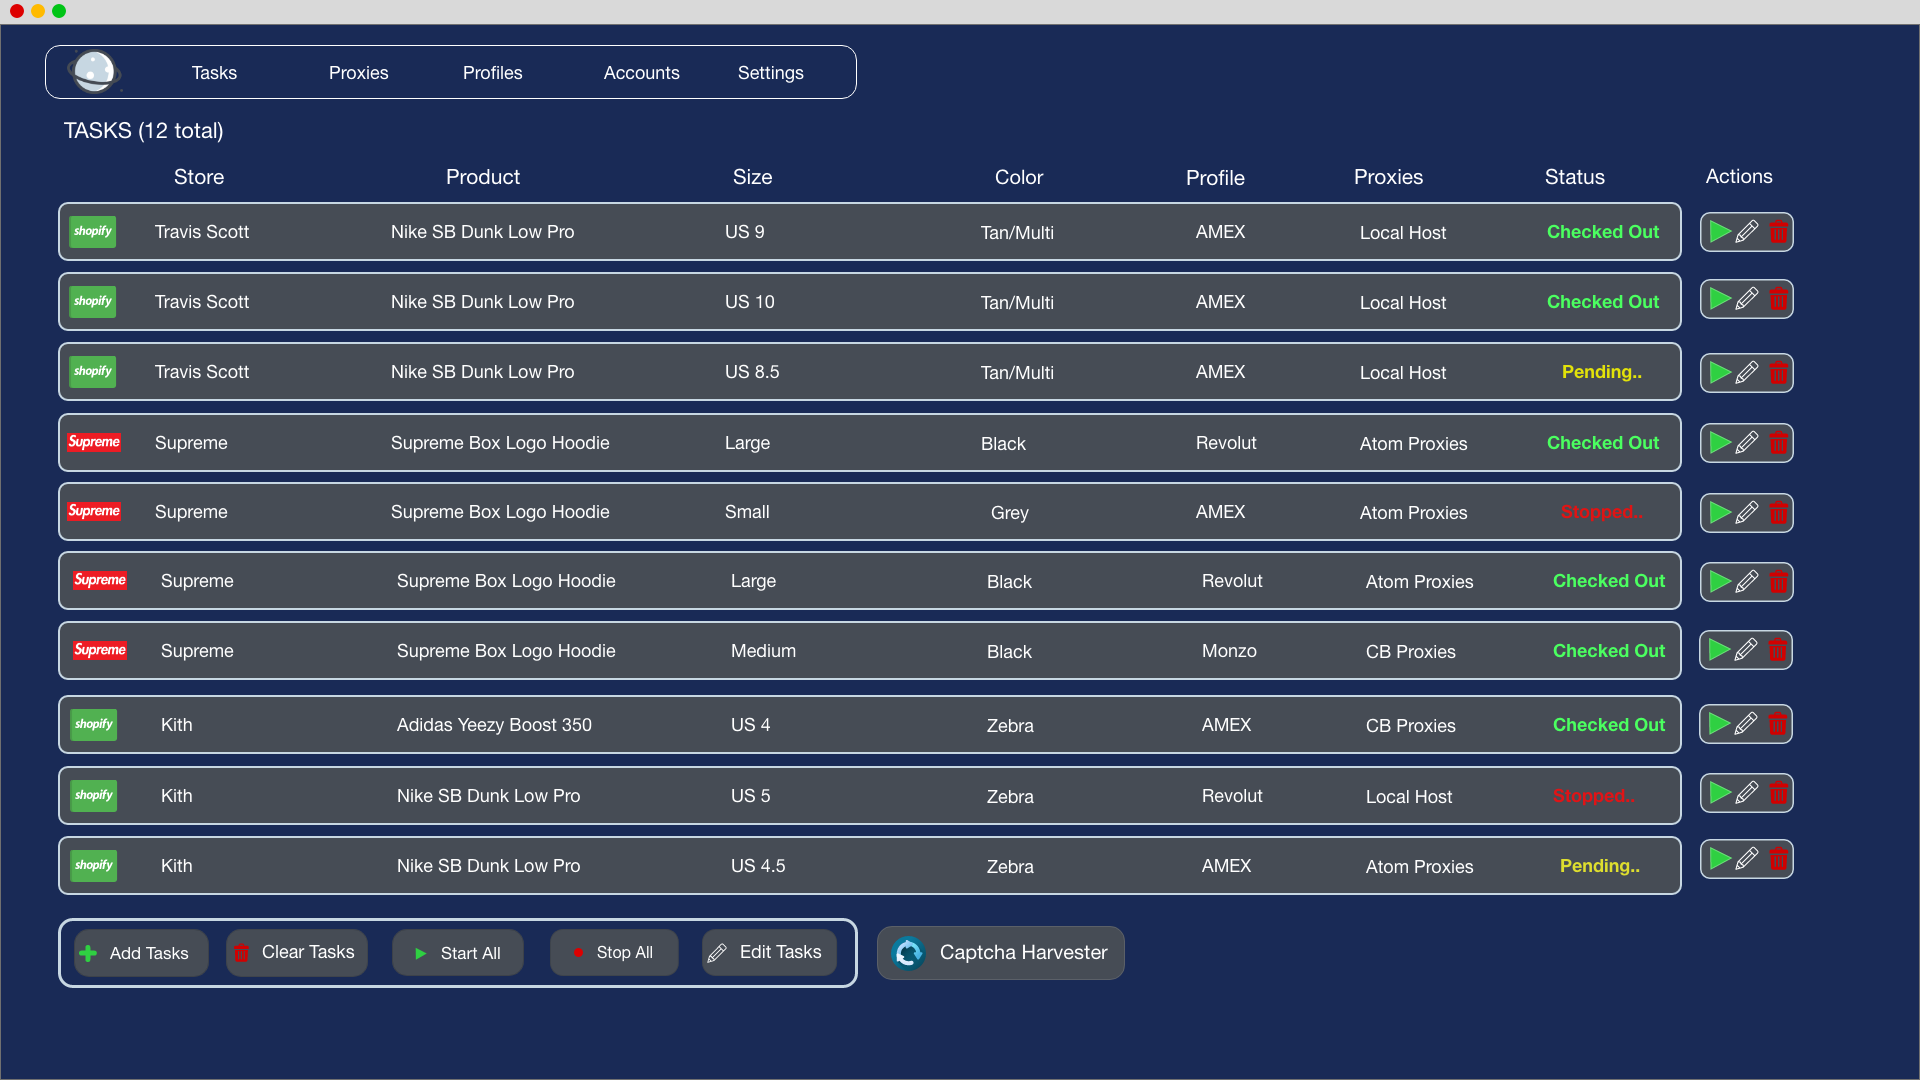 Tasks Proxies Profiles Accounts Settings
TASKS (12 total)
Store Product Size Color Profile Proxies Status Actions
shopify Travis Scott Nike SB Dunk Low Pro US 9 Tan/Multi AMEX Local Host Checked Out
shopify Travis Scott Nike SB Dunk Low Pro US 10 Tan/Multi AMEX Local Host Checked Out
shopify Travis Scott Nike SB Dunk Low Pro US 8.5 Tan/Multi AMEX Local Host Pending..
Supreme Supreme Supreme Box Logo Hoodie Large Black Revolut Atom Proxies Checked Out
Supreme Supreme Supreme Box Logo Hoodie Small Grey AMEX Atom Proxies Stopped..
Supreme Supreme Supreme Box Logo Hoodie Large Black Revolut Atom Proxies Checked Out
Supreme Supreme Supreme Box Logo Hoodie Medium Black Monzo CB Proxies Checked Out
shopify Kith Adidas Yeezy Boost 350 US 4 Zebra AMEX CB Proxies Checked Out
shopify Kith Nike SB Dunk Low Pro US 5 Zebra Revolut Local Host Stopped..
shopify Kith Nike SB Dunk Low Pro US 4.5 Zebra AMEX Atom Proxies Pending..
Add Tasks Clear Tasks Start All Stop All Edit Tasks Captcha Harvester